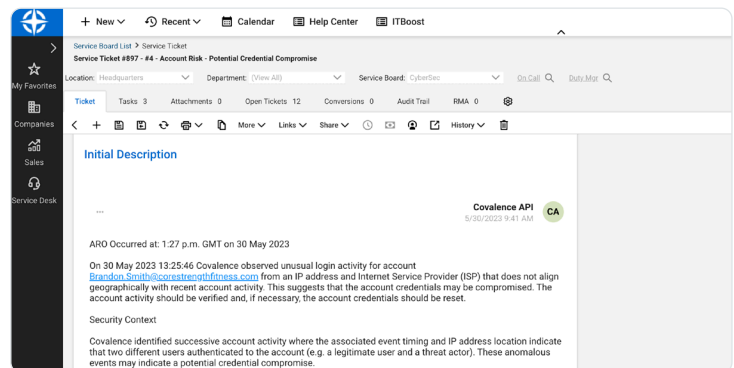 New
Recent
Calendar
Help Center
ITBoost
Service Board List > Service Ticket
Service Ticket #897 - #4 - Account Risk - Potential Credential Compromise
My Favorites
Companies
Sales
Service Desk
Location: Headquarters
Department: (View All)
Service Board: CyberSec
On Call
Duty Mgr
Ticket
Tasks 3
Attachments 0
Open Tickets 12
Conversions 0
Audit Trail
RMA 0
More
Links
Share
History
Initial Description
...
Covalence API
5/30/2023 9:41 AM
CA
ARO Occurred at: 1:27 p.m. GMT on 30 May 2023
On 30 May 2023 13:25:46 Covalence observed unusual login activity for account
Brandon.Smith@corestrengthfitness.com from an IP address and Internet Service Provider (ISP) that does not align
geographically with recent account activity. This suggests that the account credentials may be compromised. The
account activity should be verified and, if necessary, the account credentials should be reset.
Security Context
Covalence identified successive account activity where the associated event timing and IP address location indicate
that two different users authenticated to the account (e.g. a legitimate user and a threat actor). These anomalous
events may indicate a potential credential compromise.